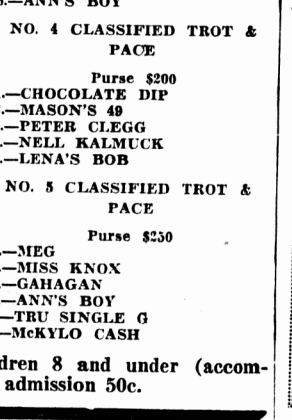 .—ANN'S BOY
NO. 4 CLASSIFIED TROT &
PACE
Purse $200
.—CHOCOLATE DIP
.—MASON'S 49
.—PETER CLEGG
.—NELL KALMUCK
.—LENA'S BOB
NO. 5 CLASSIFIED TROT &
PACE
Purse $250
.—MEG
.—MISS KNOX
.—GAHAGAN
.—ANN'S BOY
—TRU SINGLE G
—McKYLO CASH
dren 8 and under (accom-
admission 50c.